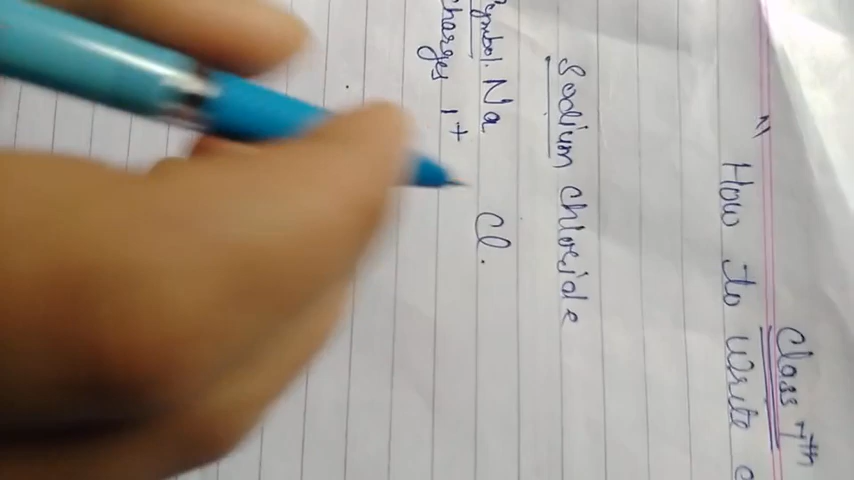 Class 7th
How to write
Sodium chloride
Symbol. Na Cl.
Charges 1+